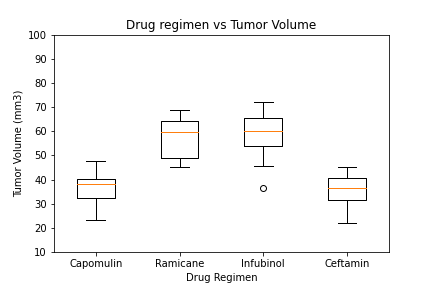 Drug regimen vs Tumor Volume
100
90
80
70
60
50
40
30
20
10
Tumor Volume (mm3)
Capomulin Ramicane Infubinol Ceftamin
Drug Regimen